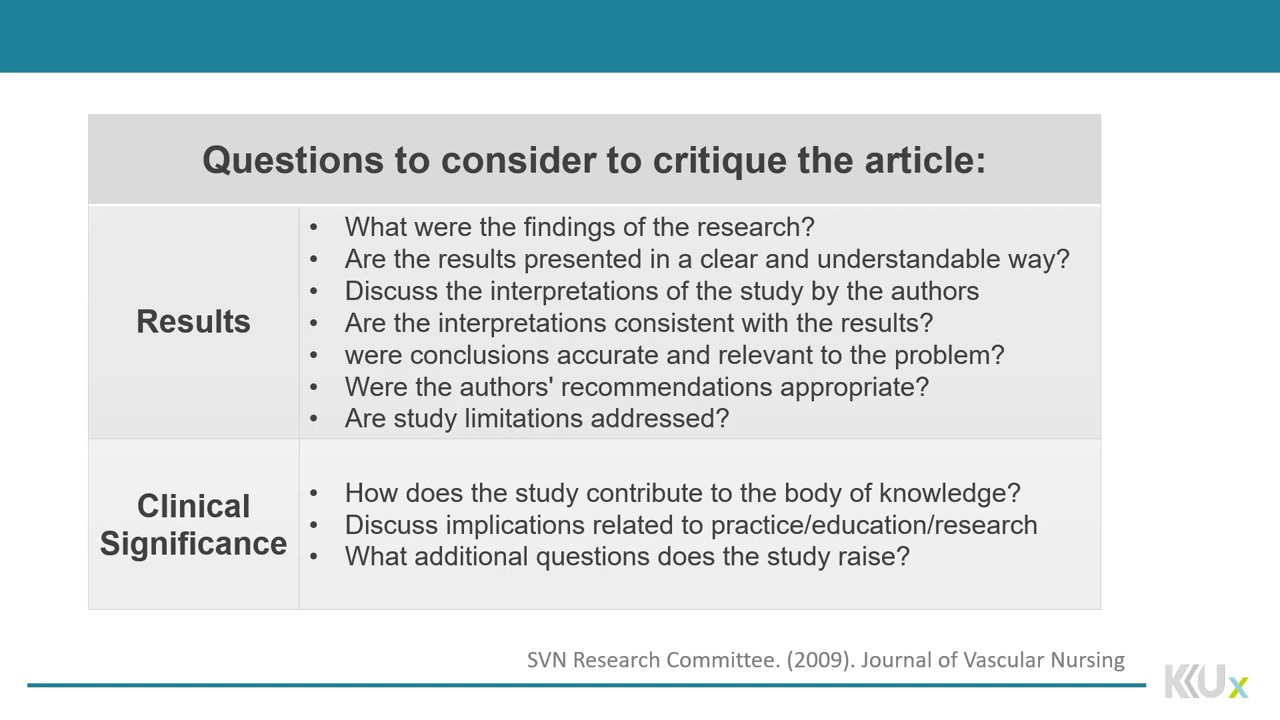 Questions to consider to critique the article:
Results
• What were the findings of the research?
• Are the results presented in a clear and understandable way?
• Discuss the interpretations of the study by the authors
• Are the interpretations consistent with the results?
• were conclusions accurate and relevant to the problem?
• Were the authors' recommendations appropriate?
• Are study limitations addressed?
Clinical
Significance
• How does the study contribute to the body of knowledge?
• Discuss implications related to practice/education/research
• What additional questions does the study raise?
SVN Research Committee. (2009). Journal of Vascular Nursing
KKUx